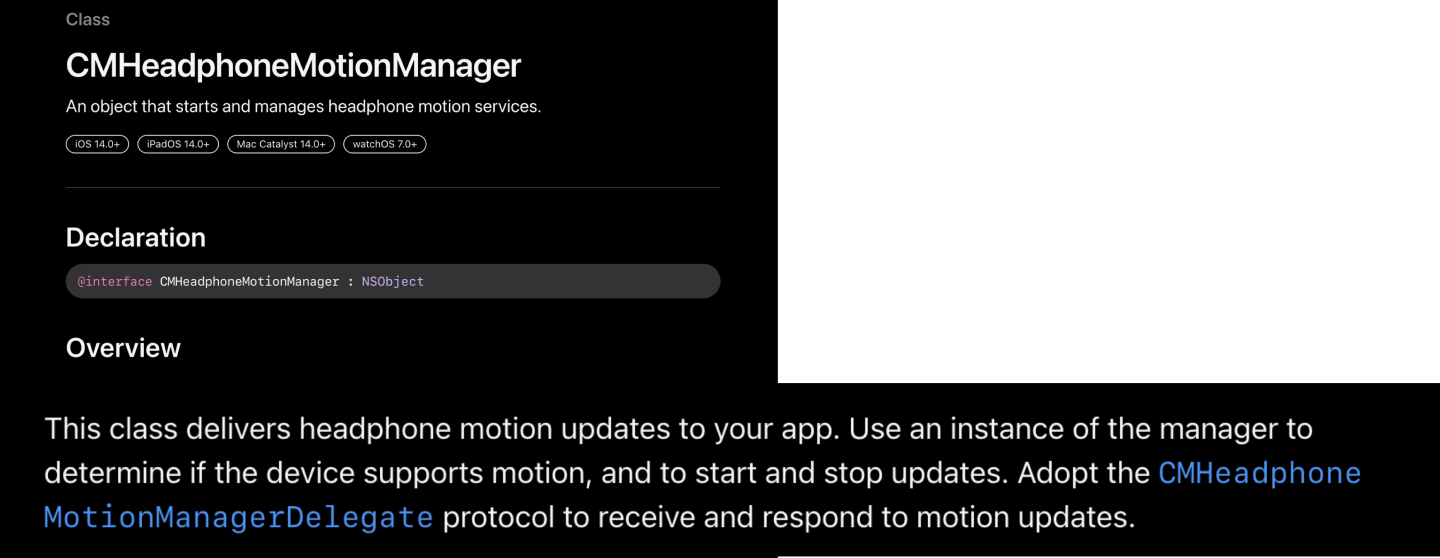 Class
CMHeadphoneMotionManager
An object that starts and manages headphone motion services.
iOS 14.0+ iPadOS 14.0+ Mac Catalyst 14.0+ watchOS 7.0+
Declaration
@interface CMHeadphoneMotionManager : NSObject
Overview
This class delivers headphone motion updates to your app. Use an instance of the manager to
determine if the device supports motion, and to start and stop updates. Adopt the CMHeadphone
MotionManagerDelegate protocol to receive and respond to motion updates.